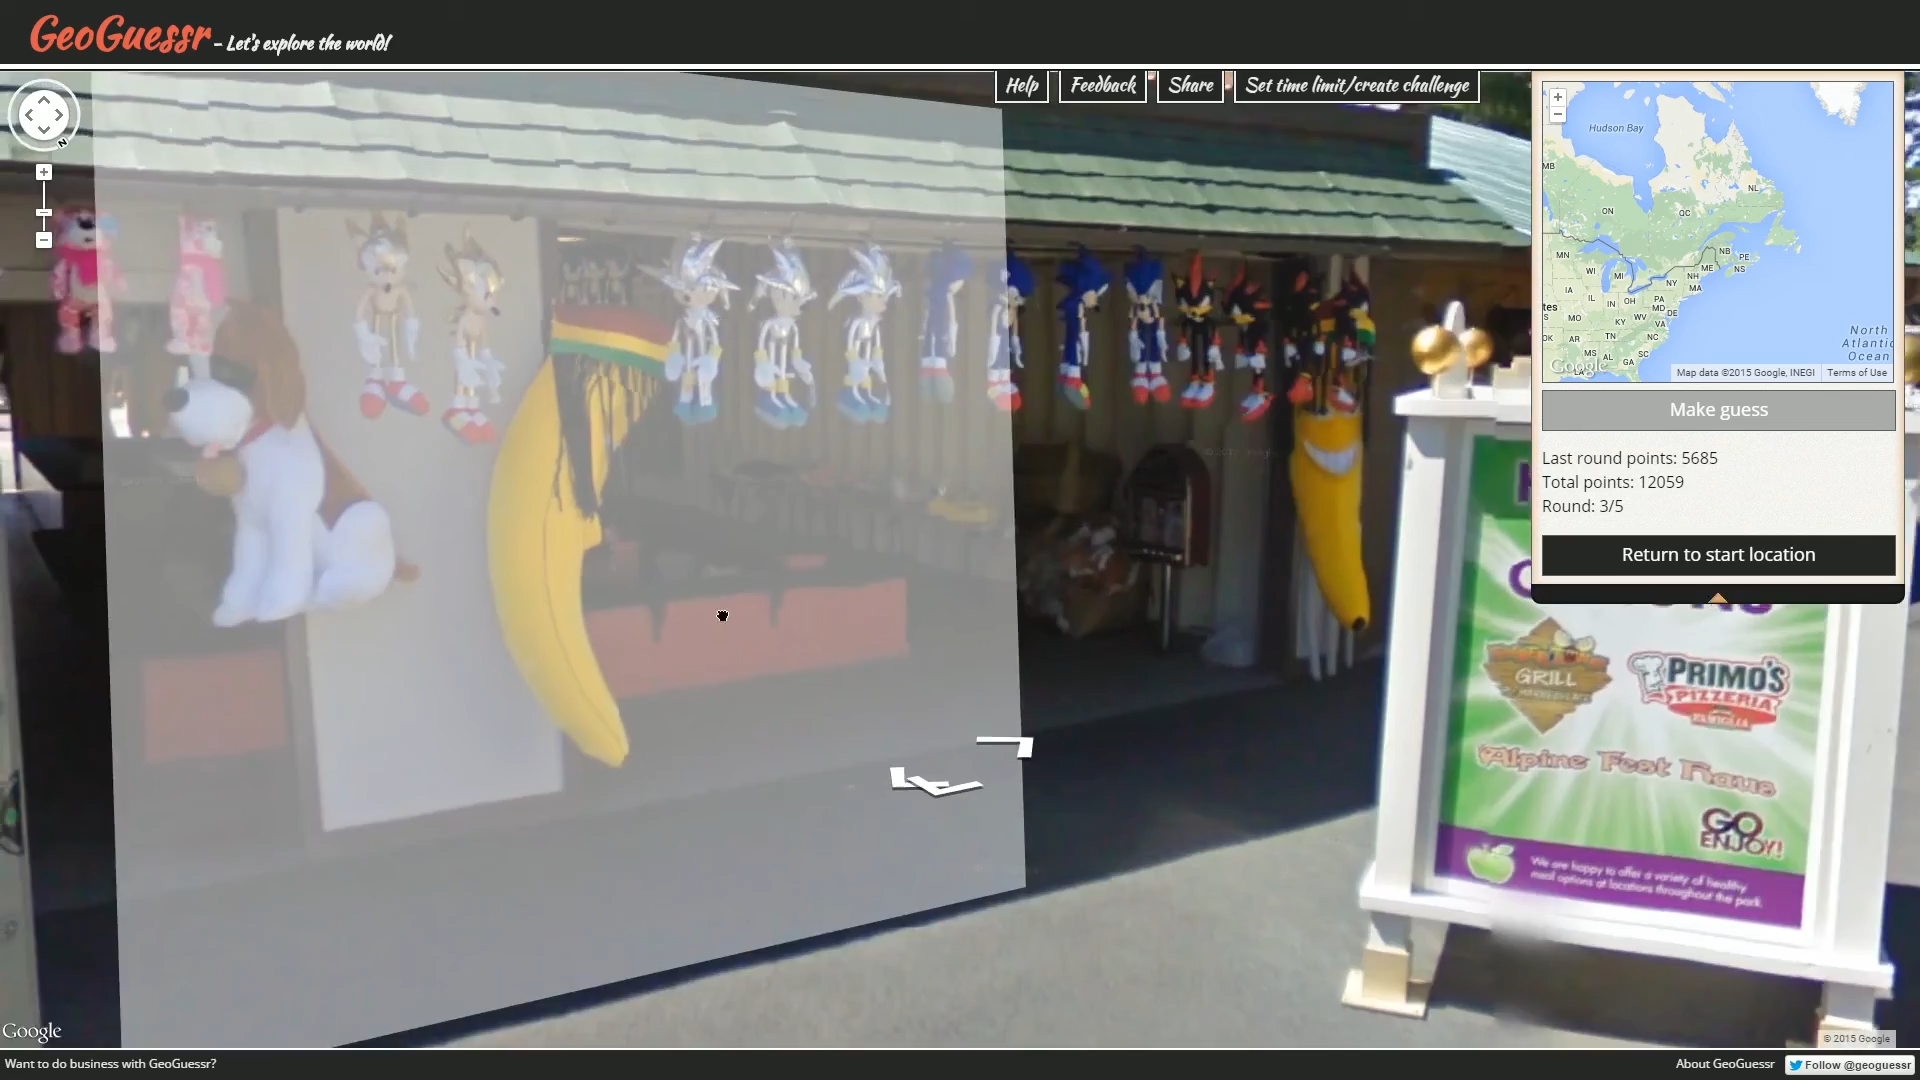 GeoGuessr - Let's explore the world!
Help
Feedback
Share
Set time limit/create challenge
N
+
-
+
-
Hudson Bay
MB
NL
ON
QC
NB
PE
MN
ME
NS
WI
MI
NH
NY
MA
IA
IL
IN
OH
PA
MD
DE
MO
KY
WV
VA
tes
KS
OK
AR
TN
NC
SC
MS
AL
GA
LA
North
Atlantic
Ocean
Google
Map data ©2015 Google, INEGI
Terms of Use
Make guess
Last round points: 5685
Total points: 12059
Round: 3/5
Return to start location
GRILL
PRIMO'S
PIZZERIA
FAMIGLIA
Alpine Fest Haus
GO
ENJOY!
We are happy to offer a variety of healthy
meal options at locations throughout the park.
Google
© 2015 Google
Want to do business with GeoGuessr?
About GeoGuessr
Follow @geoguessr